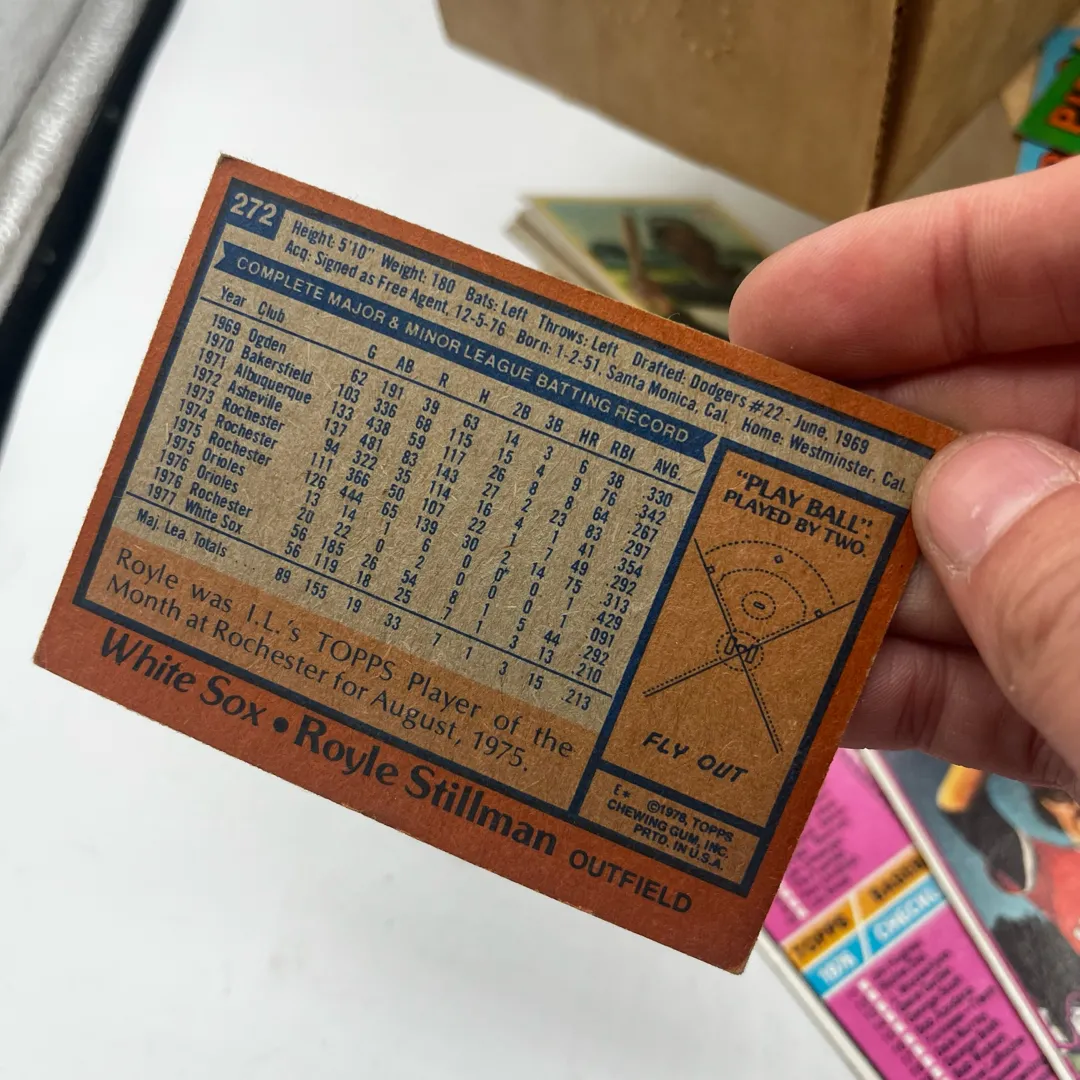 272
Height: 5'10" Weight: 180 Bats: Left Throws: Left Drafted: Dodgers #22-June, 1969
Acq: Signed as Free Agent, 12-5-76 Born: 1-2-51, Santa Monica, Cal. Home: Westminster, Cal.
COMPLETE MAJOR & MINOR LEAGUE BATTING RECORD
Year Club G AB R H 2B 3B HR RBI AVG.
1969 Ogden 62 191 39 63 14 3 6 38 .330
1970 Bakersfield 103 336 68 115 15 4 9 76 .342
1971 Albuquerque 133 438 59 117 26 8 8 64 .267
1972 Asheville 137 481 83 143 27 2 23 83 .297
1973 Rochester 94 322 35 114 16 4 1 41 .354
1974 Rochester 111 366 50 107 22 1 7 49 .292
1975 Rochester 126 444 65 139 30 2 14 75 .313
1975 Orioles 13 14 1 6 0 0 0 1 .429
1976 Orioles 20 22 0 2 0 0 0 1 .091
1976 Rochester 56 185 26 54 8 1 5 44 .292
1977 White Sox 56 119 18 25 7 1 3 13 .210
Maj. Lea. Totals 89 155 19 33 7 1 3 15 .213
Royle was I.L.'s TOPPS Player of the
Month at Rochester for August, 1975.
White Sox • Royle Stillman OUTFIELD
"PLAY BALL"
PLAYED BY TWO.
FLY OUT
E* ©1978, TOPPS
CHEWING GUM, INC.
PRTD. IN U.S.A.
TOPPS